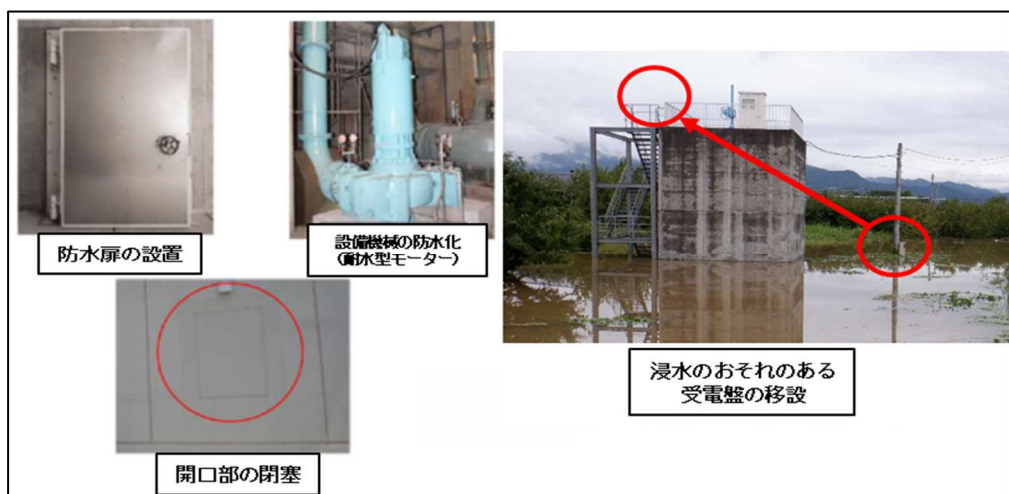 防水扉の設置
設備機械の防水化
(耐水型モーター)
浸水のおそれのある
受電盤の移設
開口部の閉塞